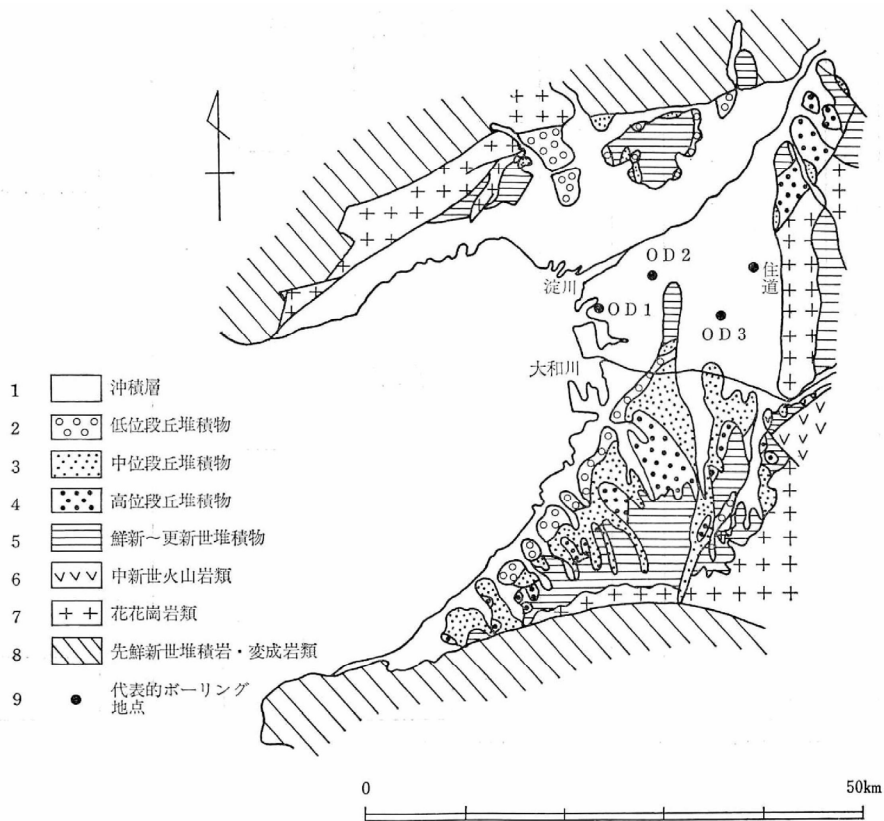 OD2
住道
淀川
OD1
OD3
大和川
1 沖積層
2 低位段丘堆積物
3 中位段丘堆積物
4 高位段丘堆積物
5 鮮新～更新世堆積物
6 中新世火山岩類
7 花花崗岩類
8 先鮮新世堆積岩・変成岩類
9 代表的ボーリング
地点
0 50km